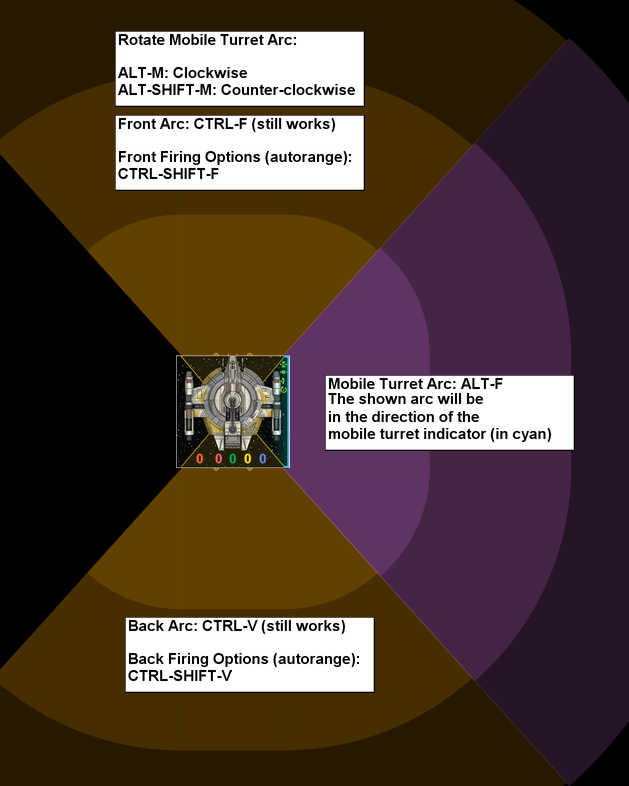 Rotate Mobile Turret Arc:
ALT-M: Clockwise
ALT-SHIFT-M: Counter-clockwise
Front Arc: CTRL-F (still works)
Front Firing Options (autorange):
CTRL-SHIFT-F
Mobile Turret Arc: ALT-F
The shown arc will be
in the direction of the
mobile turret indicator (in cyan)
0 0 0 0 0
Back Arc: CTRL-V (still works)
Back Firing Options (autorange):
CTRL-SHIFT-V